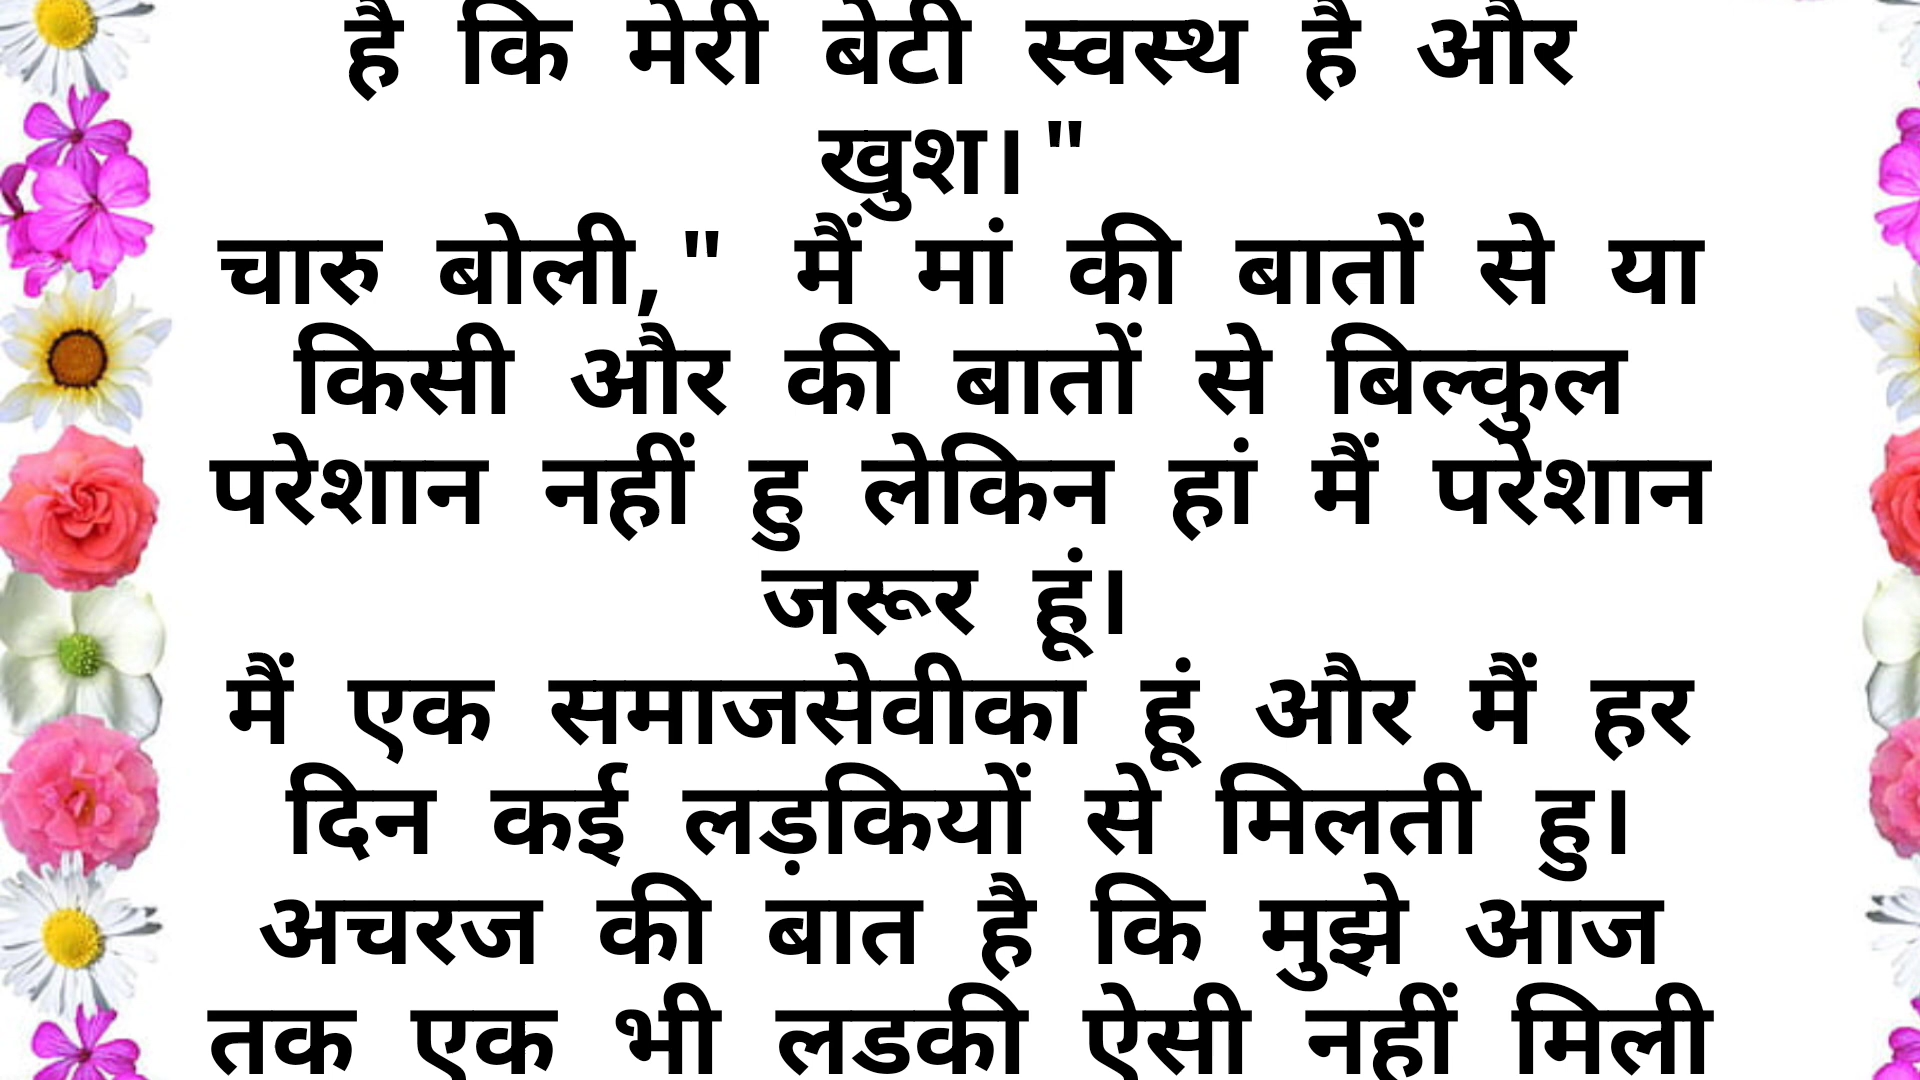 है कि मेरी बेटी स्वस्थ है और
खुश।"
चारु बोली," मैं मां की बातों से या
किसी और की बातों से बिल्कुल
परेशान नहीं हु लेकिन हां मैं परेशान
जरूर हूं।
मैं एक समाजसेवीका हूं और मैं हर
दिन कई लड़कियों से मिलती हु।
अचरज की बात है कि मुझे आज
तक एक भी लडकी ऐसी नहीं मिली